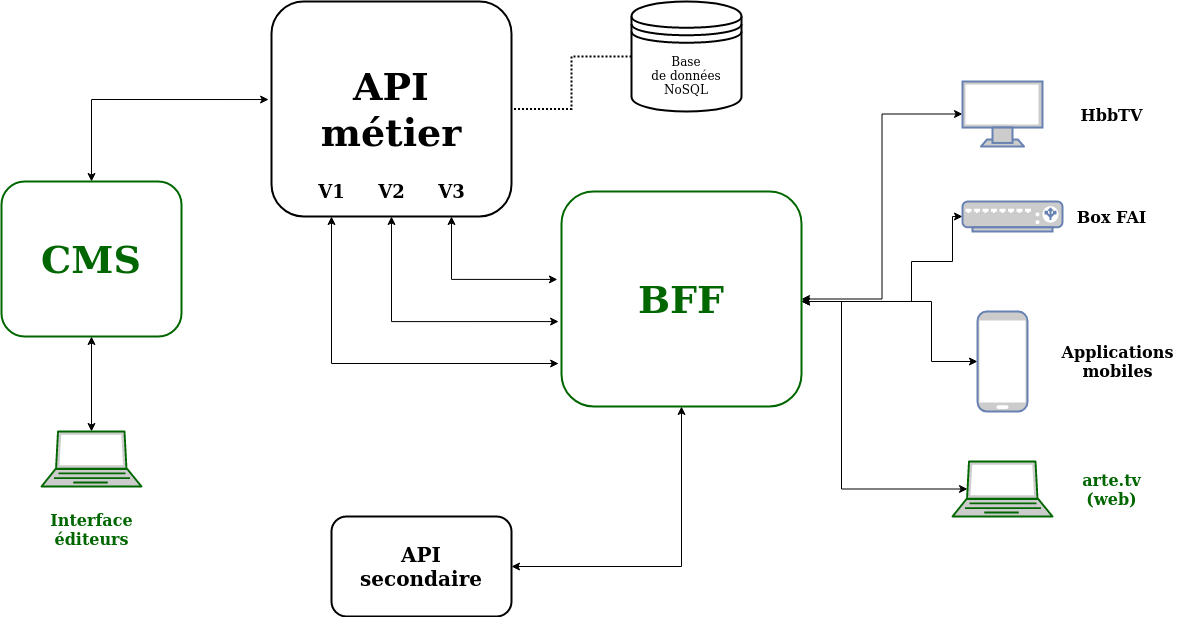 API
métier
V1 V2 V3
Base
de données
NoSQL
HbbTV
Box FAI
CMS
BFF
Applications
mobiles
arte.tv
(web)
Interface
éditeurs
API
secondaire